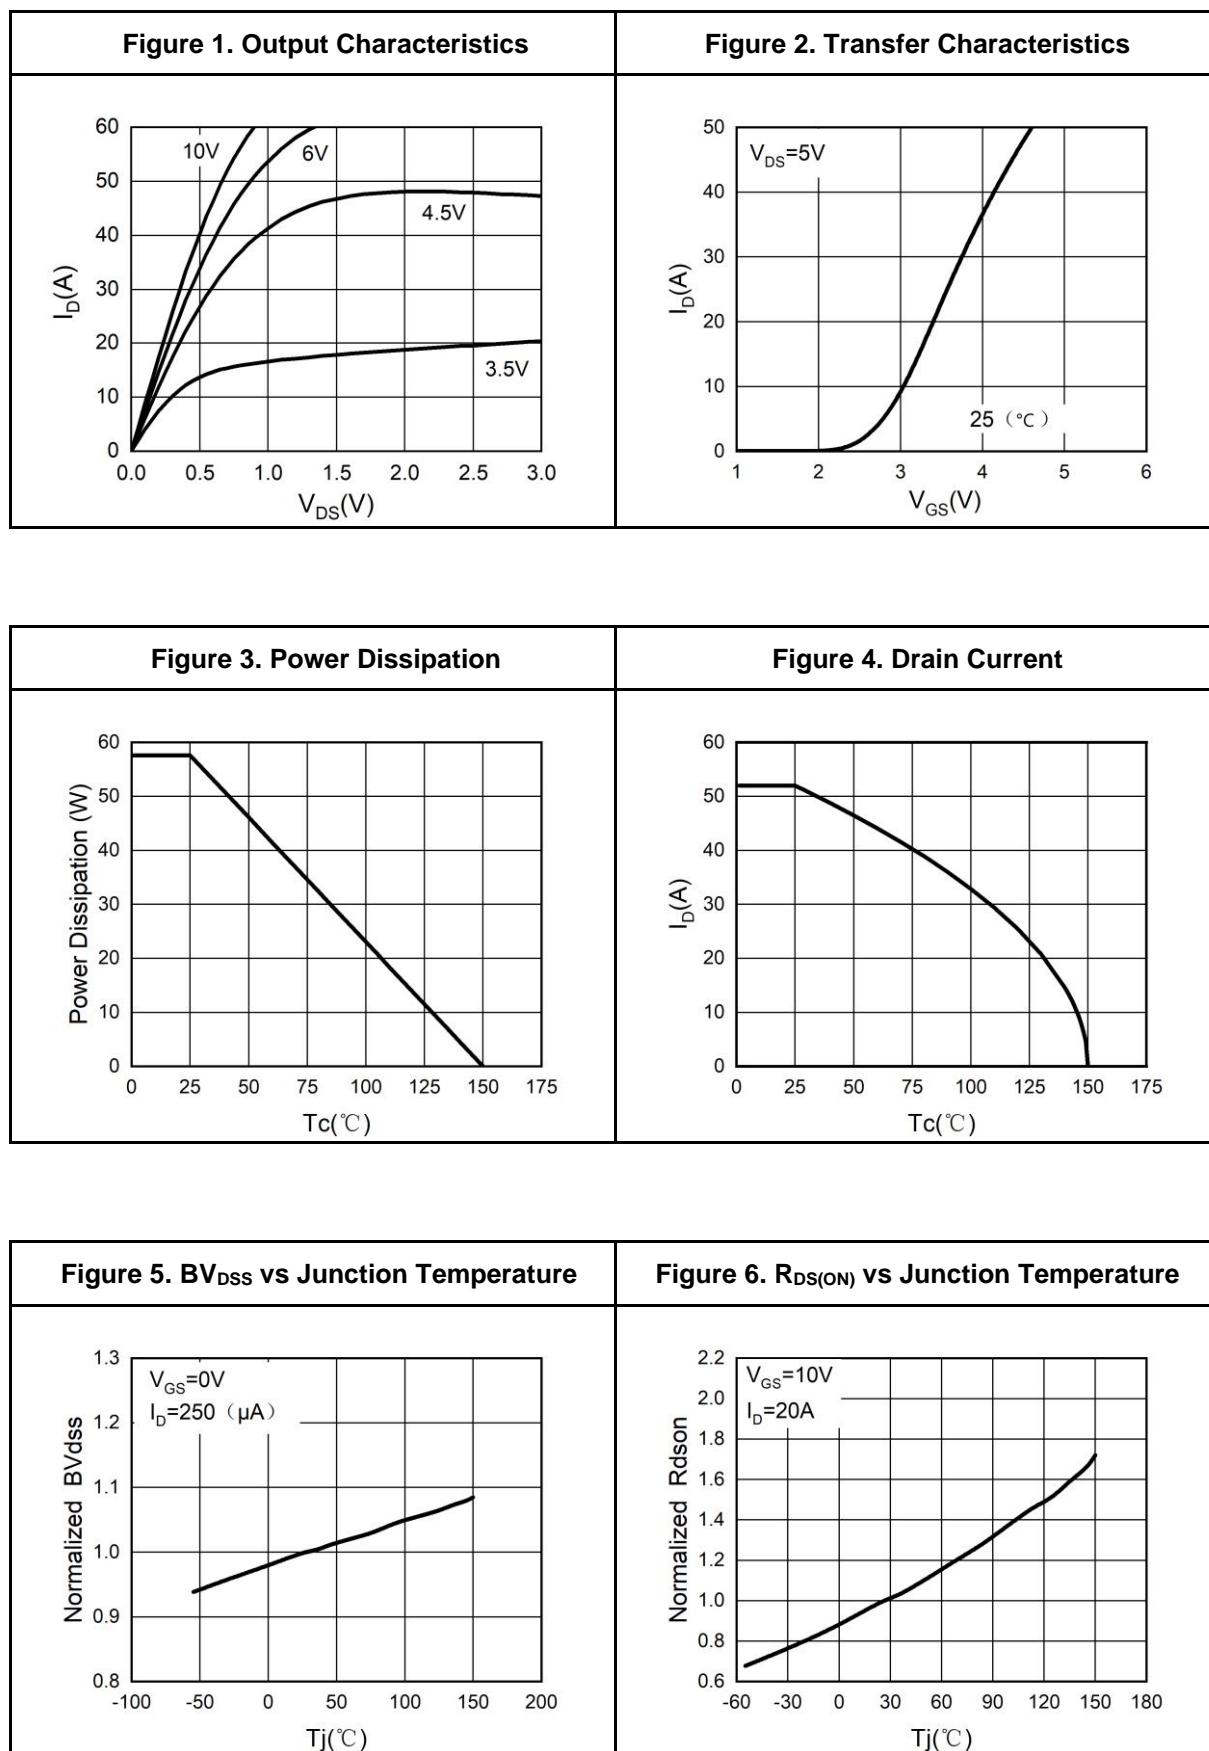 Figure 1. Output Characteristics
Figure 2. Transfer Characteristics
60
50
40
30
20
10
0
I_D(A)
10V
6V
4.5V
3.5V
0.0 0.5 1.0 1.5 2.0 2.5 3.0
V_DS(V)
50
40
30
20
10
0
I_D(A)
V_DS=5V
25（℃）
1 2 3 4 5 6
V_GS(V)
Figure 3. Power Dissipation
Figure 4. Drain Current
60
50
40
30
20
10
0
Power Dissipation (W)
0 25 50 75 100 125 150 175
Tc(℃)
60
50
40
30
20
10
0
I_D(A)
0 25 50 75 100 125 150 175
Tc(℃)
Figure 5. BV_DSS vs Junction Temperature
Figure 6. R_DS(ON) vs Junction Temperature
1.3
1.2
1.1
1.0
0.9
0.8
Normalized BVdss
V_GS=0V
I_D=250（μA）
-100 -50 0 50 100 150 200
Tj(℃)
2.2
2.0
1.8
1.6
1.4
1.2
1.0
0.8
0.6
Normalized Rdson
V_GS=10V
I_D=20A
-60 -30 0 30 60 90 120 150 180
Tj(℃)